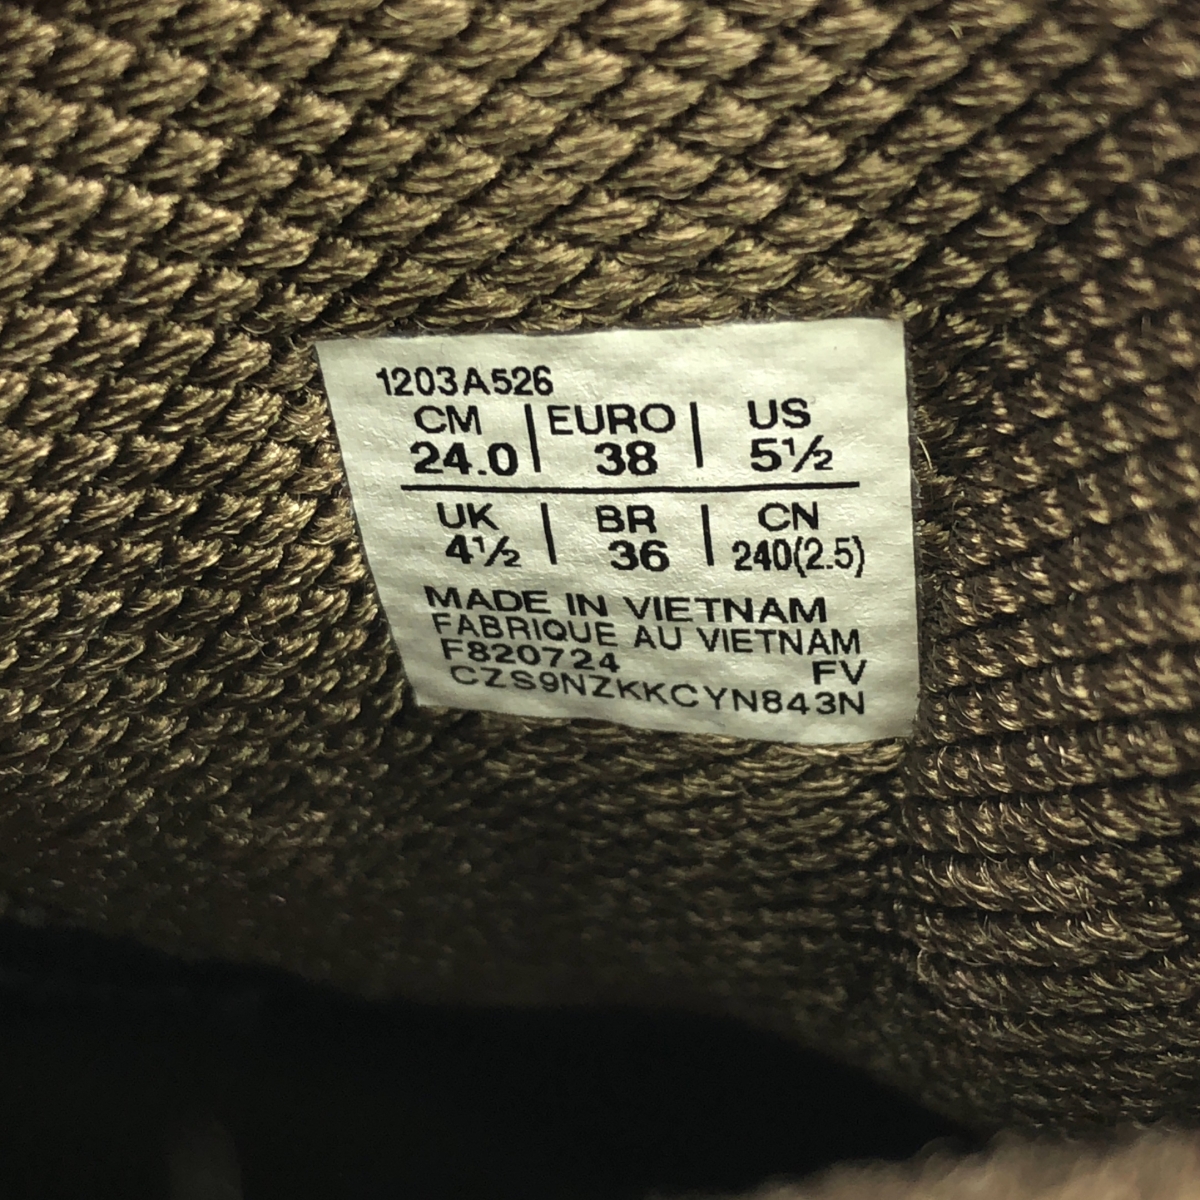 1203A526
CM | EURO | US
24.0 | 38 | 5½
UK | BR | CN
4½ | 36 | 240(2.5)
MADE IN VIETNAM
FABRIQUE AU VIETNAM
F820724 FV
CZS9NZKKCYN843N